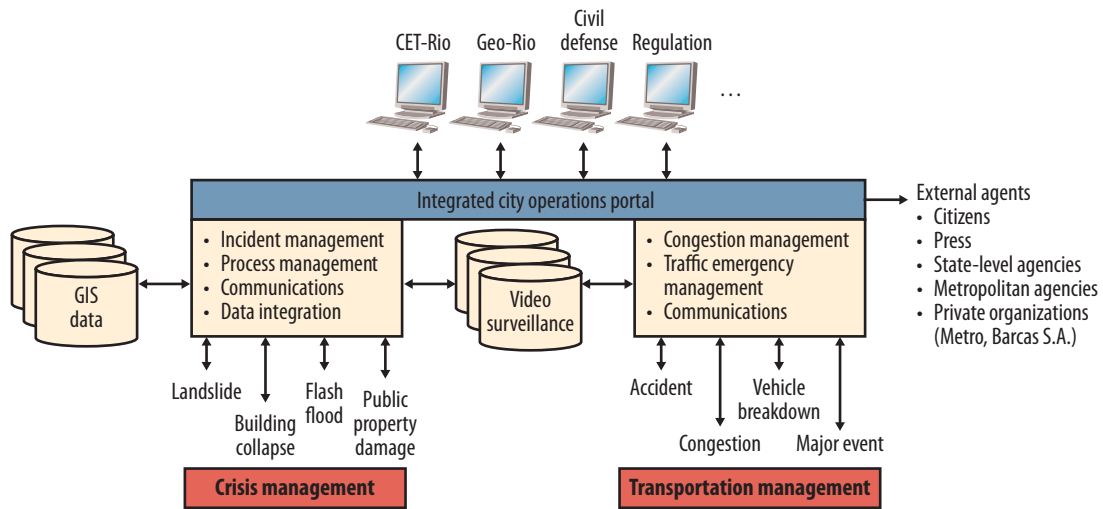 CET-Rio
Geo-Rio
Civil
defense
Regulation
...
Integrated city operations portal
External agents
• Citizens
• Press
• State-level agencies
• Metropolitan agencies
• Private organizations
(Metro, Barcas S.A.)
GIS
data
• Incident management
• Process management
• Communications
• Data integration
Video
surveillance
• Congestion management
• Traffic emergency
management
• Communications
Landslide
Building
collapse
Flash
flood
Public
property
damage
Accident
Congestion
Vehicle
breakdown
Major event
Crisis management
Transportation management